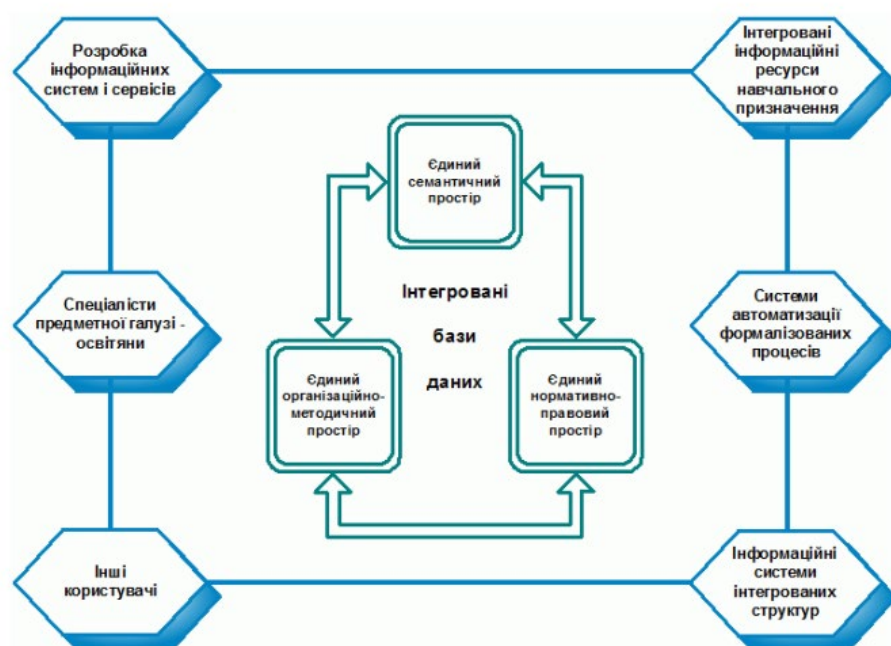 Розробка
інформаційних
систем і сервісів
Інтегровані
інформаційні
ресурси
навчального
призначення
Єдиний
семантичний
простір
Спеціалісти
предметної галузі -
освітяни
Інтегровані
бази
даних
Системи
автоматизації
формалізованих
процесів
Єдиний
організаційно-
методичний
простір
Єдиний
нормативно-
правовий
простір
Інші
користувачі
Інформаційні
системи
інтегрованих
структур